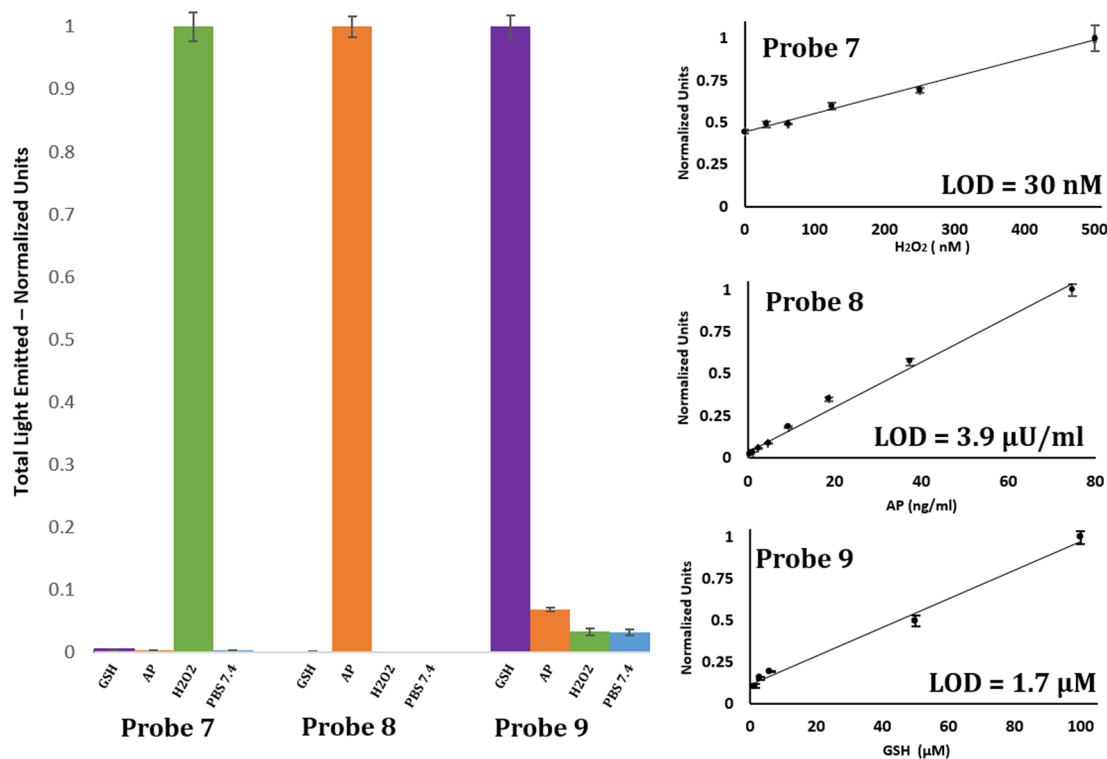 Total Light Emitted – Normalized Units
1
0.9
0.8
0.7
0.6
0.5
0.4
0.3
0.2
0.1
0
GSH
AP
H2O2
PBS 7.4
GSH
AP
H2O2
PBS 7.4
GSH
AP
H2O2
PBS 7.4
Probe 7
Probe 8
Probe 9
Probe 7
Normalized Units
1
0.75
0.5
0.25
0
LOD = 30 nM
0 100 200 300 400 500
H2O2 ( nM )
Probe 8
Normalized Units
1
0.75
0.5
0.25
0
LOD = 3.9 µU/ml
0 20 40 60 80
AP (ng/ml)
Probe 9
Normalized Units
1
0.75
0.5
0.25
0
LOD = 1.7 µM
0 20 40 60 80 100
GSH (µM)